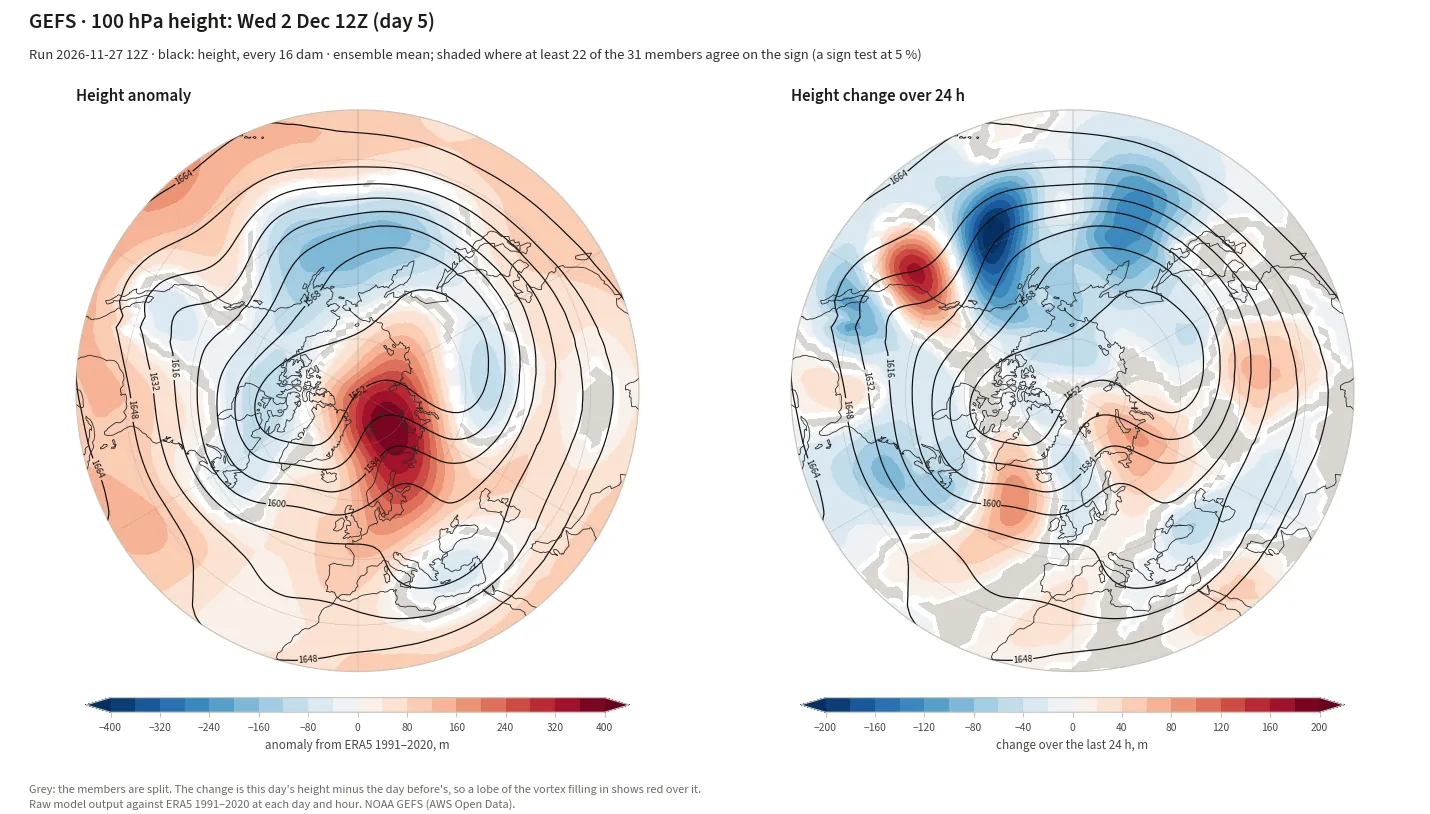 GEFS · 100 hPa height: Wed 2 Dec 12Z (day 5)
Run 2026-11-27 12Z · black: height, every 16 dam · ensemble mean; shaded where at least 22 of the 31 members agree on the sign (a sign test at 5 %)
Height anomaly
Height change over 24 h
1664
1568
1616
1632
1648
1552
1584
1664
1600
1648
1664
1568
1616
1632
1648
1552
1584
1664
1600
1648
−400 −320 −240 −160 −80 0 80 160 240 320 400
anomaly from ERA5 1991–2020, m
−200 −160 −120 −80 −40 0 40 80 120 160 200
change over the last 24 h, m
Grey: the members are split. The change is this day's height minus the day before's, so a lobe of the vortex filling in shows red over it.
Raw model output against ERA5 1991–2020 at each day and hour. NOAA GEFS (AWS Open Data).